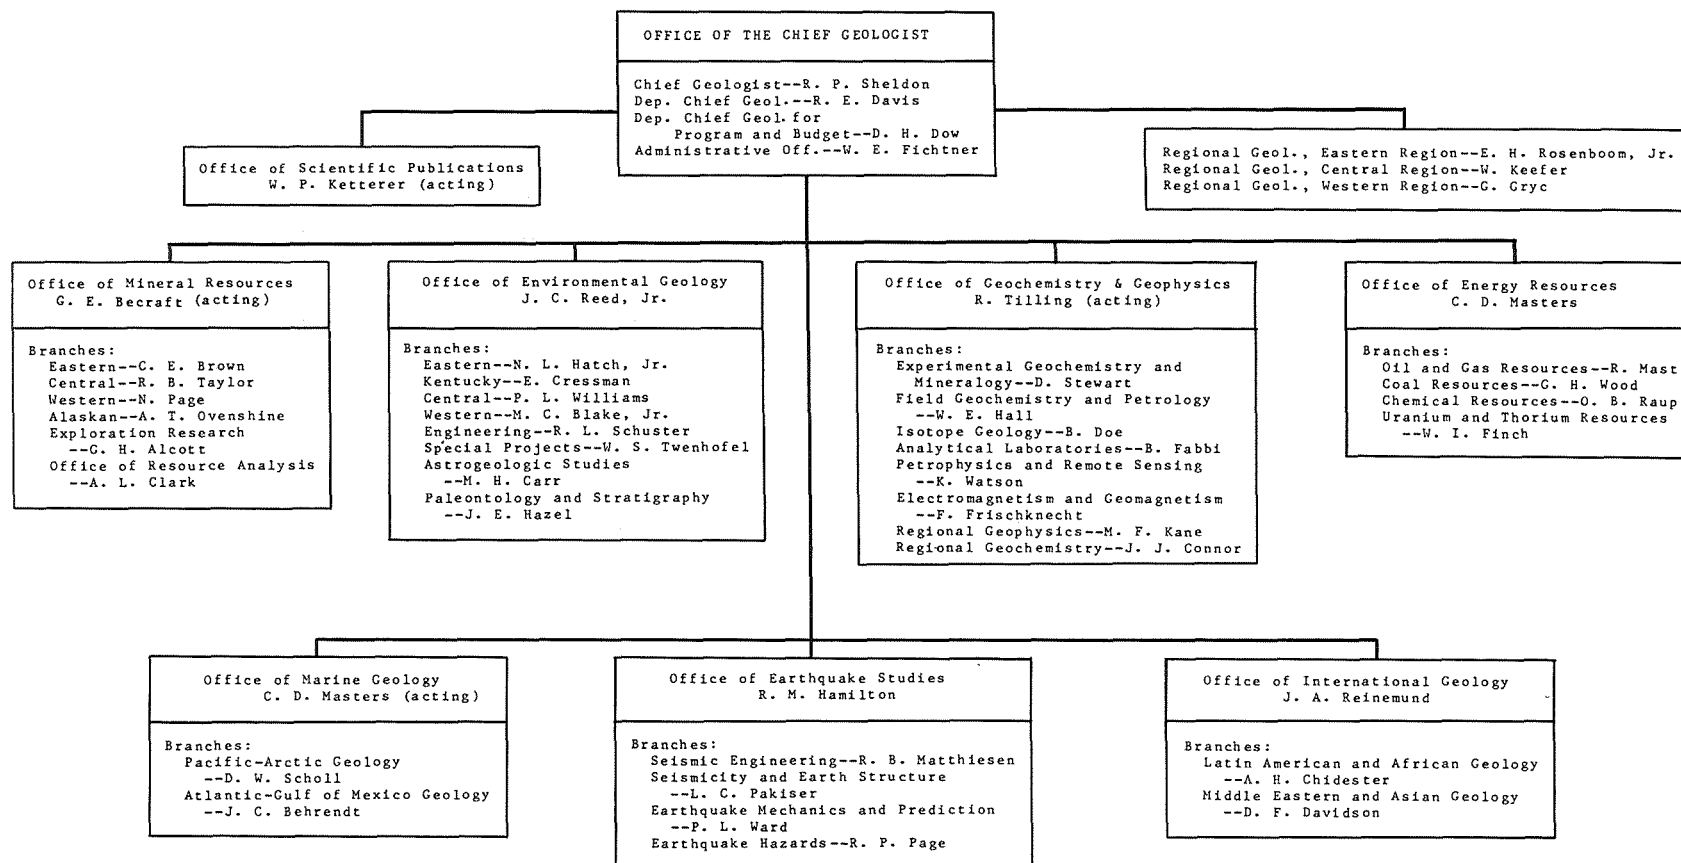 OFFICE OF THE CHIEF GEOLOGIST
Chief Geologist--R. P. Sheldon
Dep. Chief Geol.--R. E. Davis
Dep. Chief Geol. for
Program and Budget--D. H. Dow
Administrative Off.--W. E. Fichtner
Office of Scientific Publications
W. P. Ketterer (acting)
Regional Geol., Eastern Region--E. H. Rosenboom, Jr.
Regional Geol., Central Region--W. Keefer
Regional Geol., Western Region--G. Gryc
Office of Mineral Resources
G. E. Becraft (acting)
Branches:
Eastern--C. E. Brown
Central--R. B. Taylor
Western--N. Page
Alaskan--A. T. Ovenshine
Exploration Research
--G. H. Alcott
Office of Resource Analysis
--A. L. Clark
Office of Environmental Geology
J. C. Reed, Jr.
Branches:
Eastern--N. L. Hatch, Jr.
Kentucky--E. Cressman
Central--P. L. Williams
Western--M. C. Blake, Jr.
Engineering--R. L. Schuster
Special Projects--W. S. Twenhofel
Astrogeologic Studies
--M. H. Carr
Paleontology and Stratigraphy
--J. E. Hazel
Office of Geochemistry & Geophysics
R. Tilling (acting)
Branches:
Experimental Geochemistry and
Mineralogy--D. Stewart
Field Geochemistry and Petrology
--W. E. Hall
Isotope Geology--B. Doe
Analytical Laboratories--B. Fabbi
Petrophysics and Remote Sensing
--K. Watson
Electromagnetism and Geomagnetism
--F. Frischknecht
Regional Geophysics--M. F. Kane
Regional Geochemistry--J. J. Connor
Office of Energy Resources
C. D. Masters
Branches:
Oil and Gas Resources--R. Mast
Coal Resources--G. H. Wood
Chemical Resources--O. B. Raup
Uranium and Thorium Resources
--W. I. Finch
Office of Marine Geology
C. D. Masters (acting)
Branches:
Pacific-Arctic Geology
--D. W. Scholl
Atlantic-Gulf of Mexico Geology
--J. C. Behrendt
Office of Earthquake Studies
R. M. Hamilton
Branches:
Seismic Engineering--R. B. Matthiesen
Seismicity and Earth Structure
--L. C. Pakiser
Earthquake Mechanics and Prediction
--P. L. Ward
Earthquake Hazards--R. P. Page
Office of International Geology
J. A. Reinemund
Branches:
Latin American and African Geology
--A. H. Chidester
Middle Eastern and Asian Geology
--D. F. Davidson